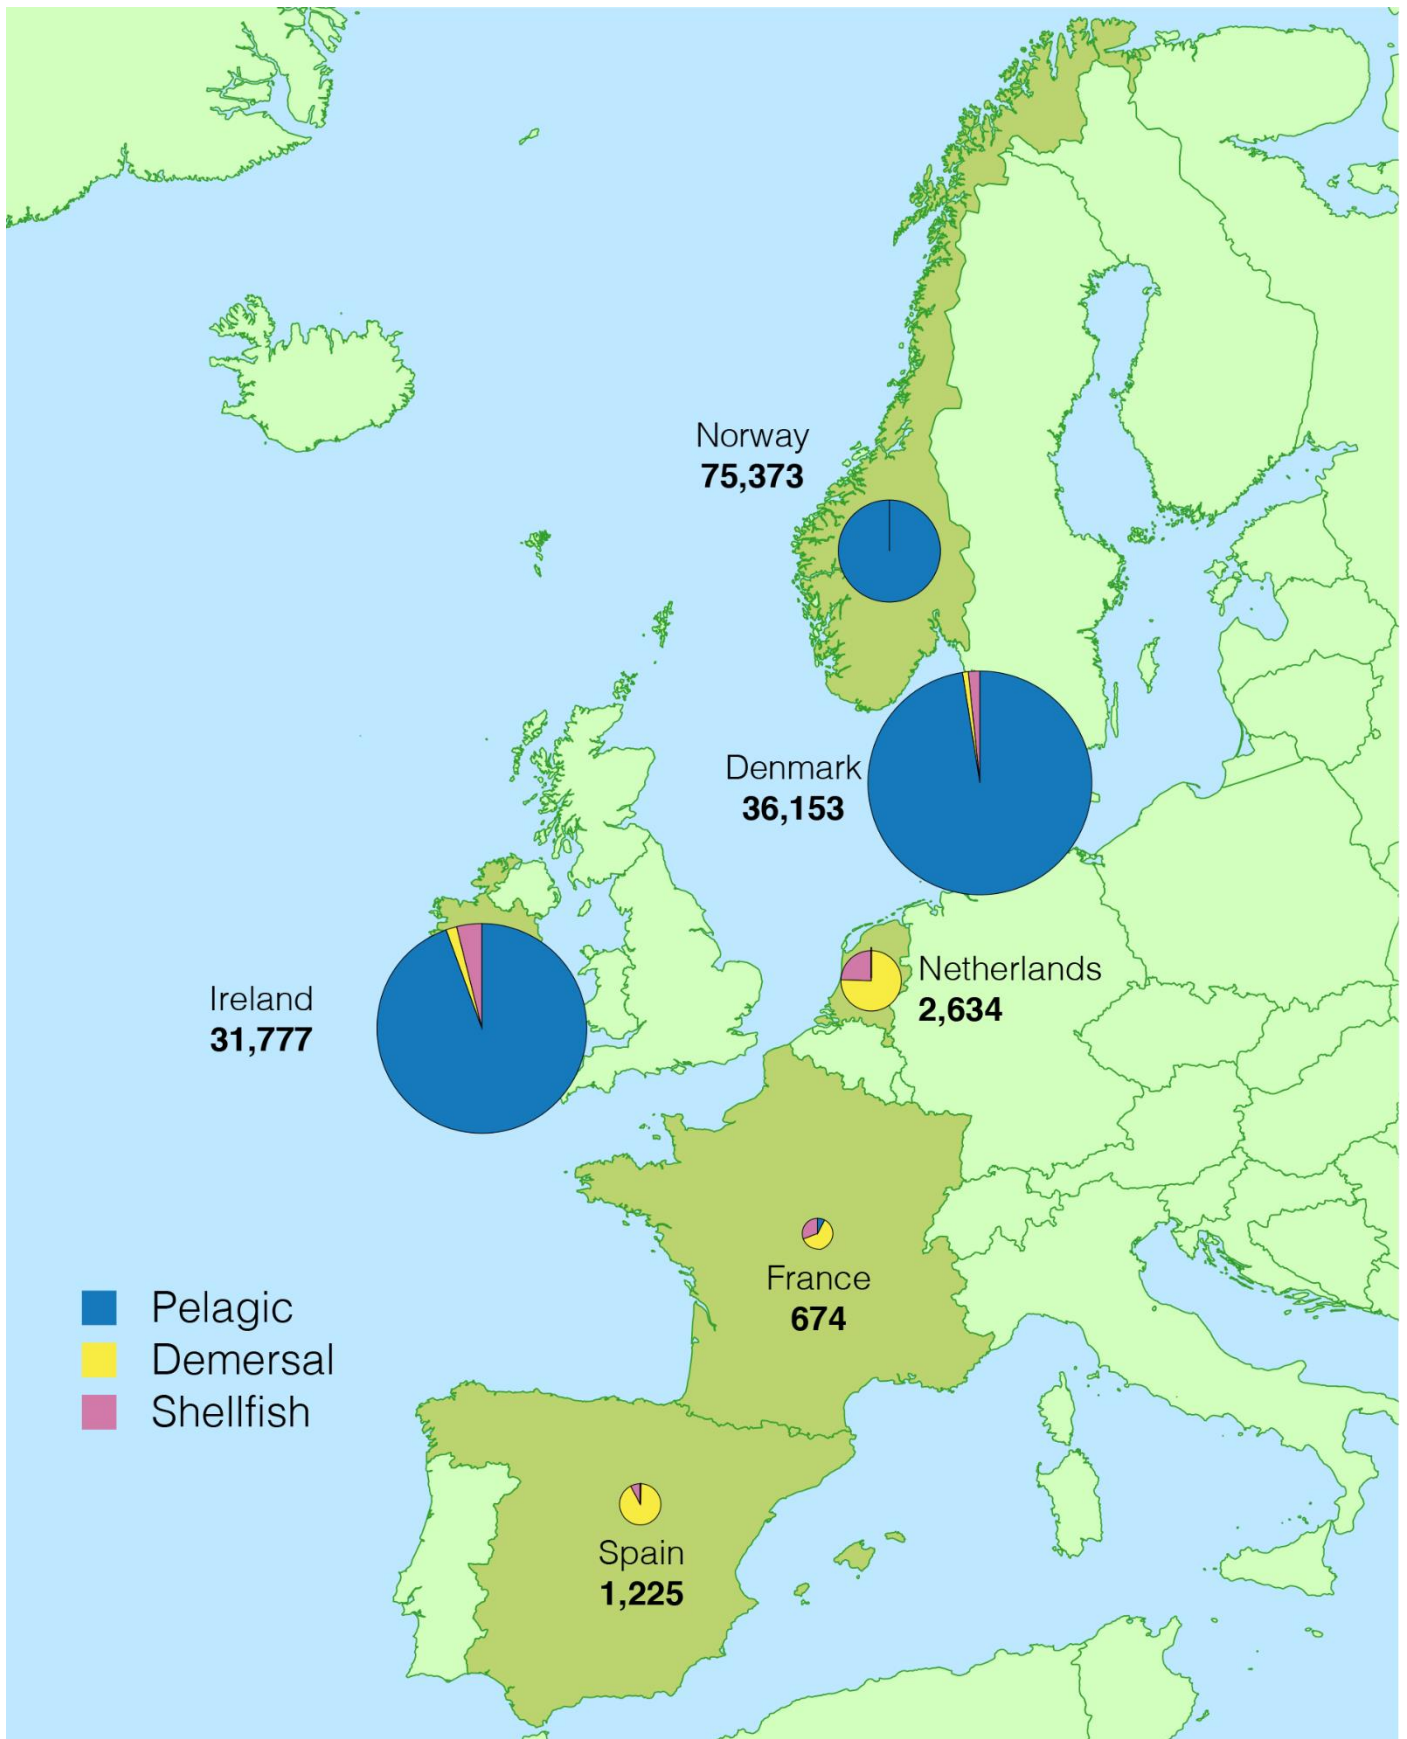 Norway
75,373
Denmark
36,153
Netherlands
2,634
Ireland
31,777
France
674
Pelagic
Demersal
Shellfish
Spain
1,225